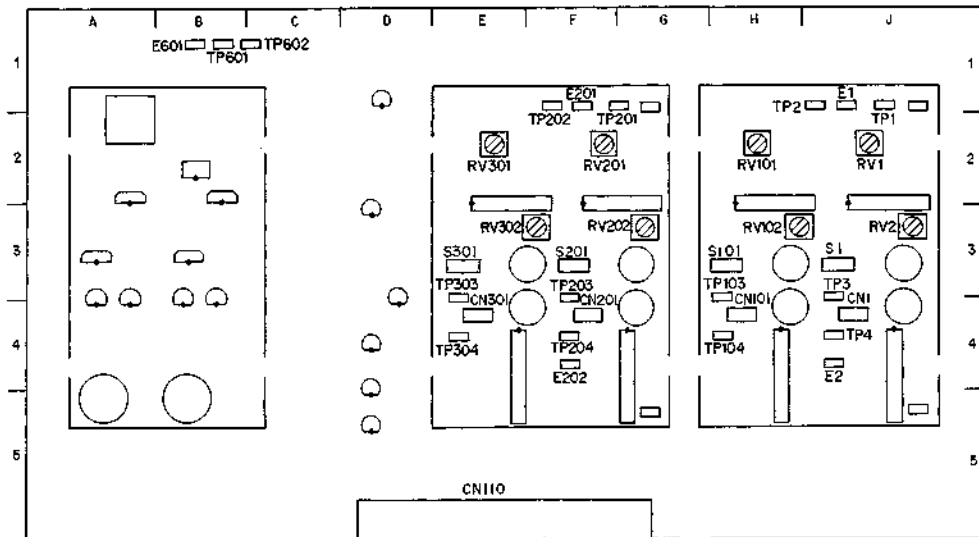 A B C D E F G H J
E601 TP602
TP601
1 1
E201 E1
TP202 TP201 TP2 TP1
2 2
RV301 RV201 RV101 RV1
RV302 RV202 RV102 RV2
3 3
S301 S201 S101 S1
TP303 TP203 TP103 TP3
CN301 CN201 CN101 CN1
4 4
TP304 TP204 TP104 TP4
E202 E2
5 5
CN110